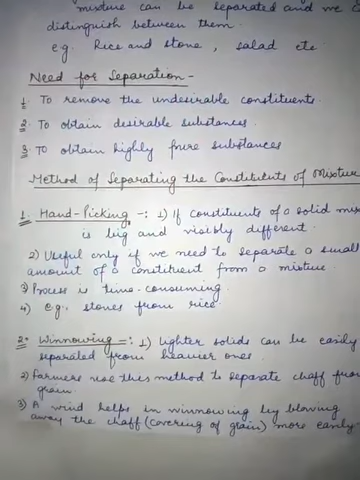 mixture can be separated and we c
distinguish between them.
e.g. Rice and stone, salad etc
Need for Separation -
1. To remove the undesirable constituents.
2. To obtain desirable substances.
3. To obtain highly pure substances
Method of Separating the Constituents of Mixture
1. Hand-Picking -: 1) If constituents of a solid mix
is big and visibly different.
2) Useful only if we need to separate a small
amount of a constituent from a mixture
3) Process is time-consuming.
4) e.g., stones from rice.
2. Winnowing -: 1) Lighter solids can be easily
separated from heavier ones.
2) Farmers use this method to separate chaff from
grain.
3) A wind helps in winnowing by blowing
away the chaff (covering of grain) more easily